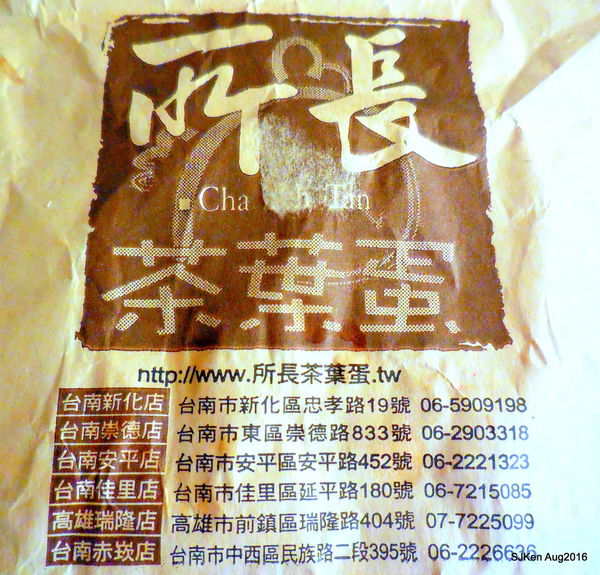 所長
Cha Tan
茶葉蛋
http://www.所長茶葉蛋.tw
台南新化店 台南市新化區忠孝路19號 06-5909198
台南崇德店 台南市東區崇德路833號 06-2903318
台南安平店 台南市安平區安平路452號 06-2221323
台南佳里店 台南市佳里區延平路180號 06-7215085
高雄瑞隆店 高雄市前鎮區瑞隆路404號 07-7225099
台南赤崁店 台南市中西區民族路二段395號 06-2226636
SJKen Aug2016